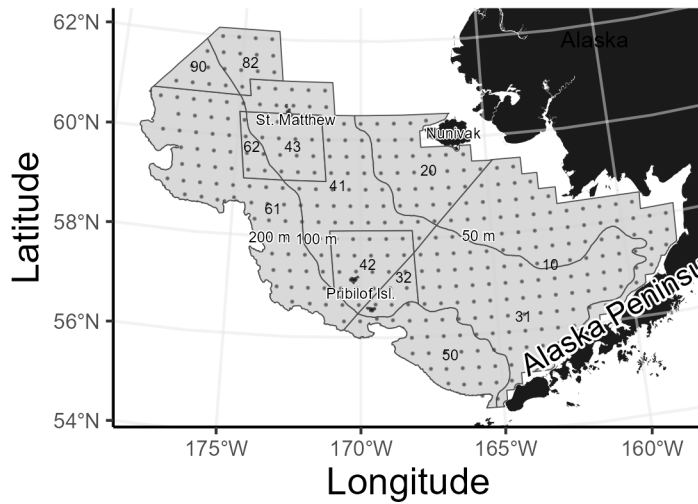 62°N
60°N
58°N
56°N
54°N
Latitude
Alaska
90
82
St. Matthew
Nunivak
62
43
20
41
61
200 m
100 m
50 m
42
32
10
Pribilof Isl.
31
50
Alaska Peninsu
175°W
170°W
165°W
160°W
Longitude